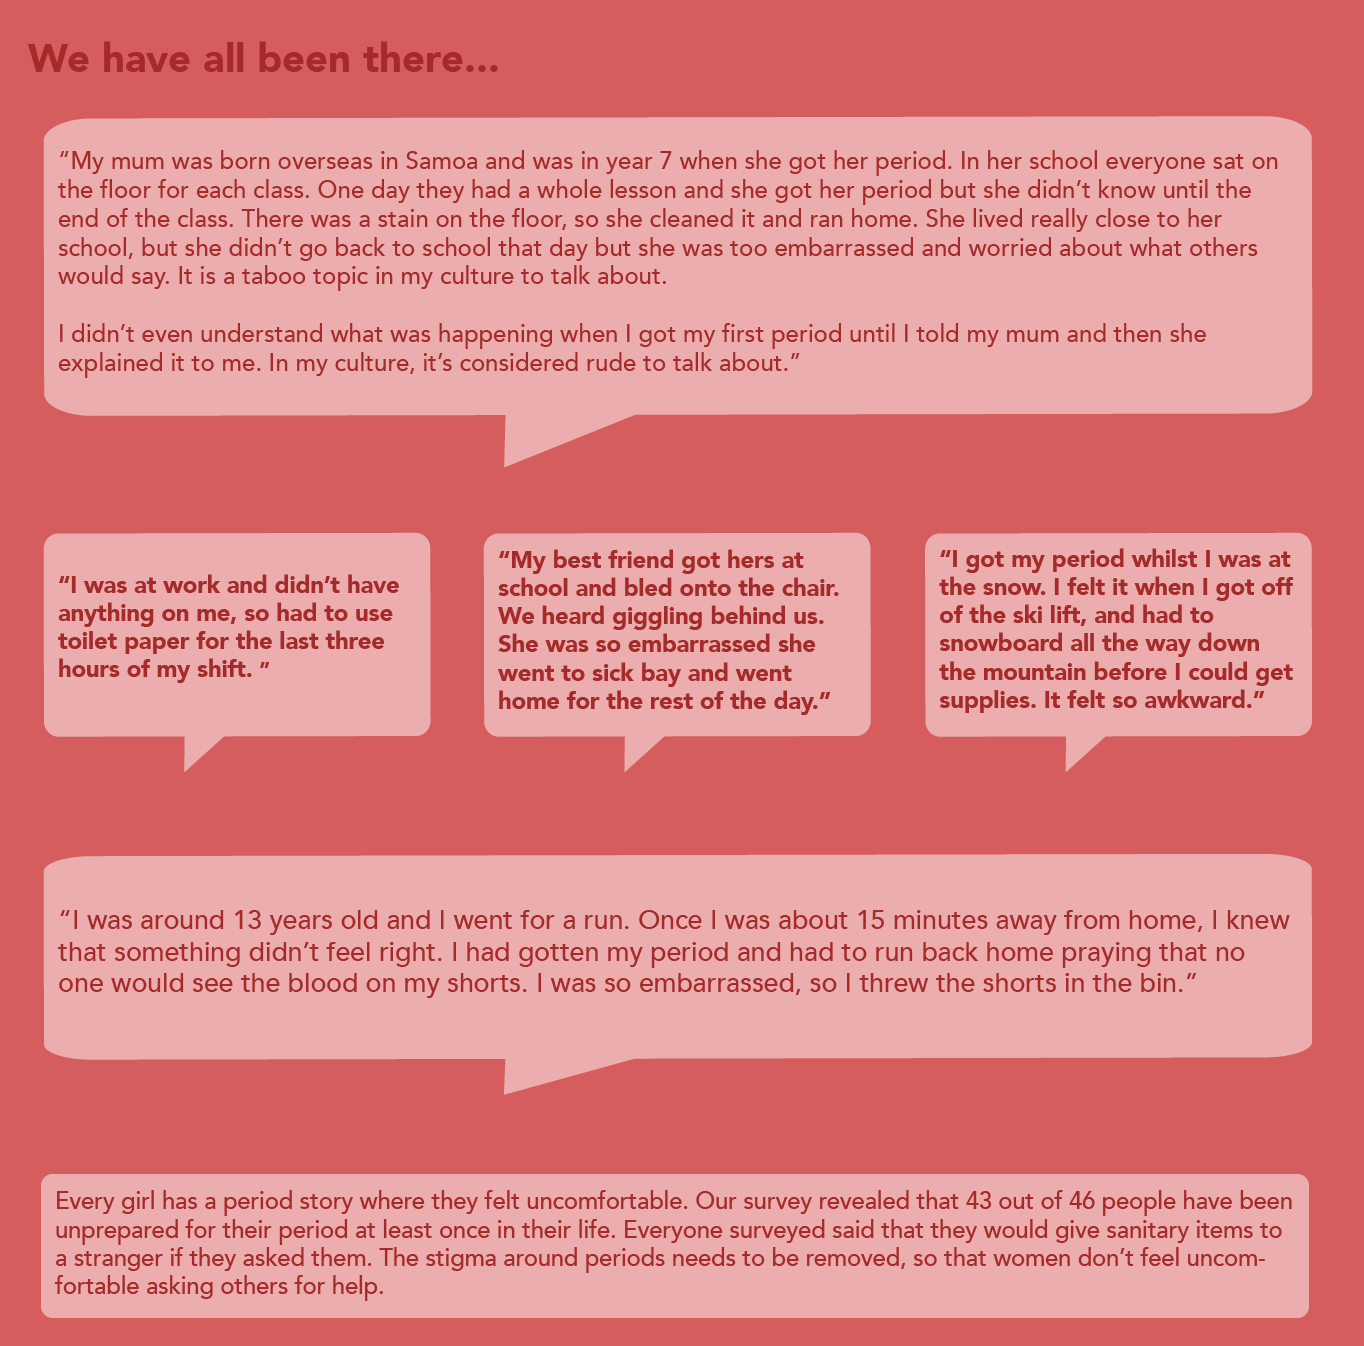 We have all been there...
“My mum was born overseas in Samoa and was in year 7 when she got her period. In her school everyone sat on
the floor for each class. One day they had a whole lesson and she got her period but she didn’t know until the
end of the class. There was a stain on the floor, so she cleaned it and ran home. She lived really close to her
school, but she didn’t go back to school that day but she was too embarrassed and worried about what others
would say. It is a taboo topic in my culture to talk about.
I didn’t even understand what was happening when I got my first period until I told my mum and then she
explained it to me. In my culture, it’s considered rude to talk about.”
“I was at work and didn’t have
anything on me, so had to use
toilet paper for the last three
hours of my shift. ”
“My best friend got hers at
school and bled onto the chair.
We heard giggling behind us.
She was so embarrassed she
went to sick bay and went
home for the rest of the day.”
“I got my period whilst I was at
the snow. I felt it when I got off
of the ski lift, and had to
snowboard all the way down
the mountain before I could get
supplies. It felt so awkward.”
“I was around 13 years old and I went for a run. Once I was about 15 minutes away from home, I knew
that something didn’t feel right. I had gotten my period and had to run back home praying that no
one would see the blood on my shorts. I was so embarrassed, so I threw the shorts in the bin.”
Every girl has a period story where they felt uncomfortable. Our survey revealed that 43 out of 46 people have been
unprepared for their period at least once in their life. Everyone surveyed said that they would give sanitary items to
a stranger if they asked them. The stigma around periods needs to be removed, so that women don’t feel uncom-
fortable asking others for help.